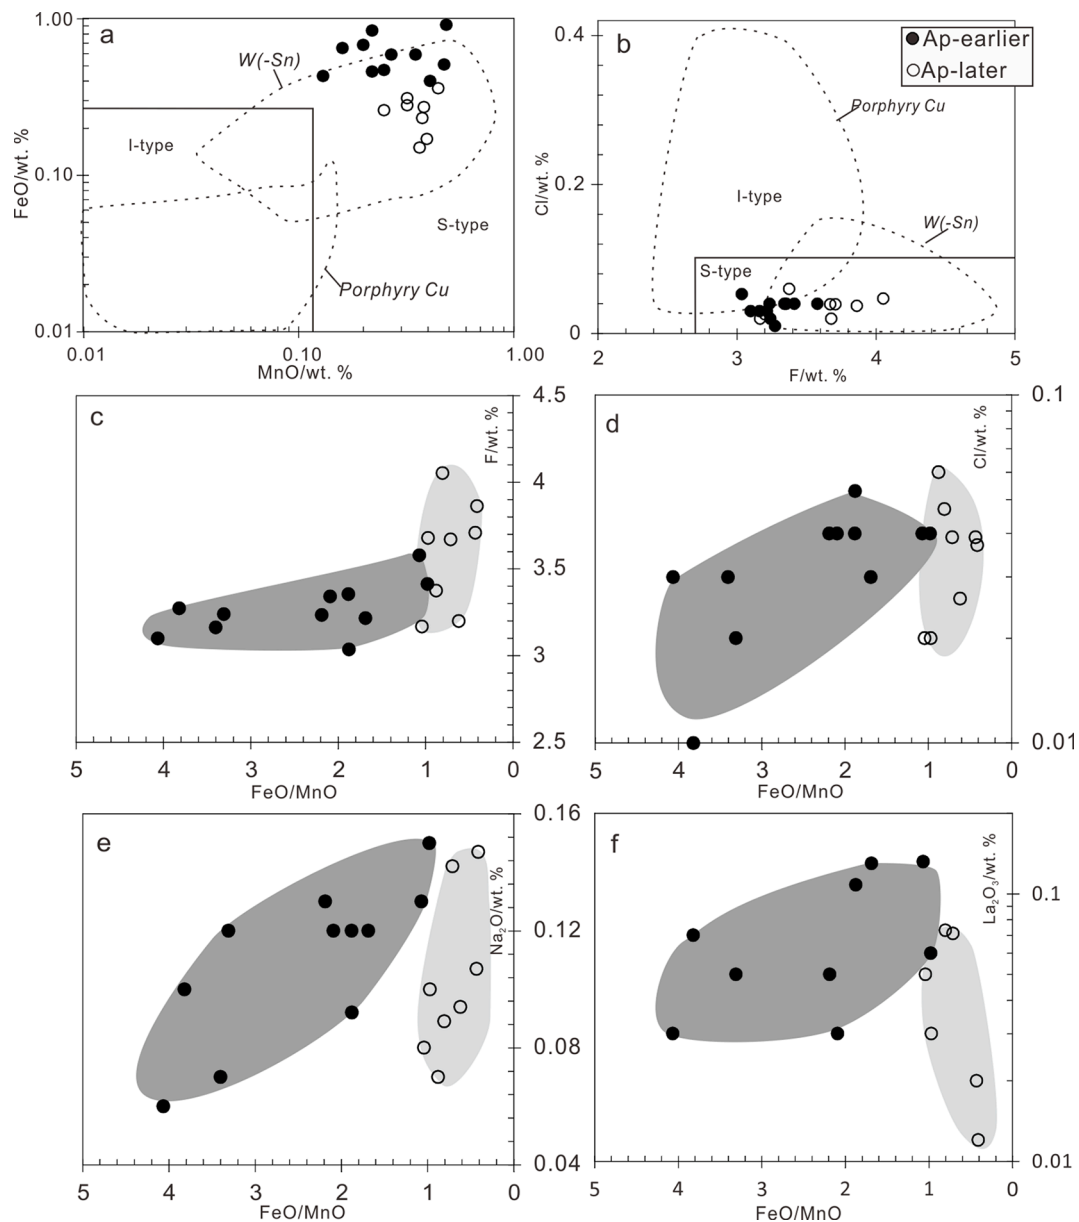 a
1.00
0.10
0.01
FeO/wt. %
W(-Sn)
I-type
S-type
Porphyry Cu
0.01
0.10
1.00
MnO/wt. %
b
0.4
0.2
0
Cl/wt. %
Ap-earlier
Ap-later
Porphyry Cu
I-type
W(-Sn)
S-type
2
3
4
5
F/wt. %
c
4.5
4
3.5
3
2.5
F/wt. %
5
4
3
2
1
0
FeO/MnO
d
0.1
0.01
Cl/wt. %
5
4
3
2
1
0
FeO/MnO
e
0.16
0.12
0.08
0.04
Na₂O/wt. %
5
4
3
2
1
0
FeO/MnO
f
0.1
0.01
La₂O₃/wt. %
5
4
3
2
1
0
FeO/MnO